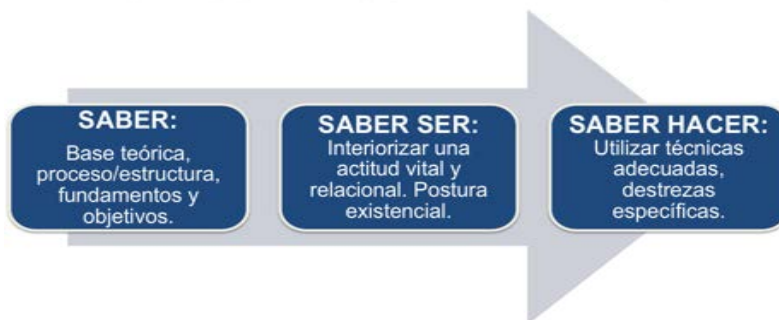 SABER:
Base teórica,
proceso/estructura,
fundamentos y
objetivos.
SABER SER:
Interiorizar una
actitud vital y
relacional. Postura
existencial.
SABER HACER:
Utilizar técnicas
adecuadas,
destrezas
específicas.